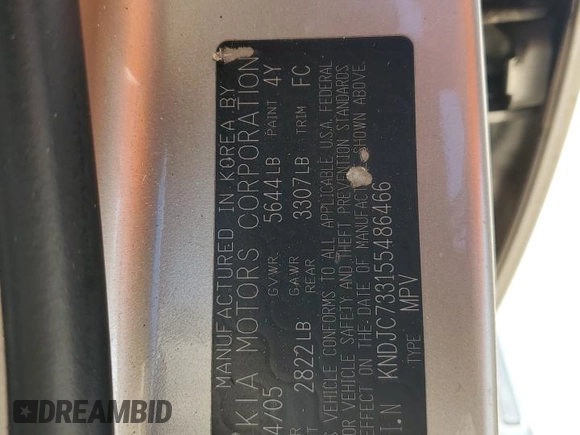 MANUFACTURED IN KOREA BY
KIA MOTORS CORPORATION
4/05 GVWR 5644LB PAINT 4Y
GAWR
2822LB REAR 3307LB TRIM FC
VEHICLE CONFORMS TO ALL APPLICABLE U.S.A. FEDERAL
OR VEHICLE SAFETY AND THEFT PREVENTION STANDARDS
EFFECT ON THE DATE OF MANUFACTURE SHOWN ABOVE.
I.N KNDJC733155486466
TYPE MPV
DREAMBID